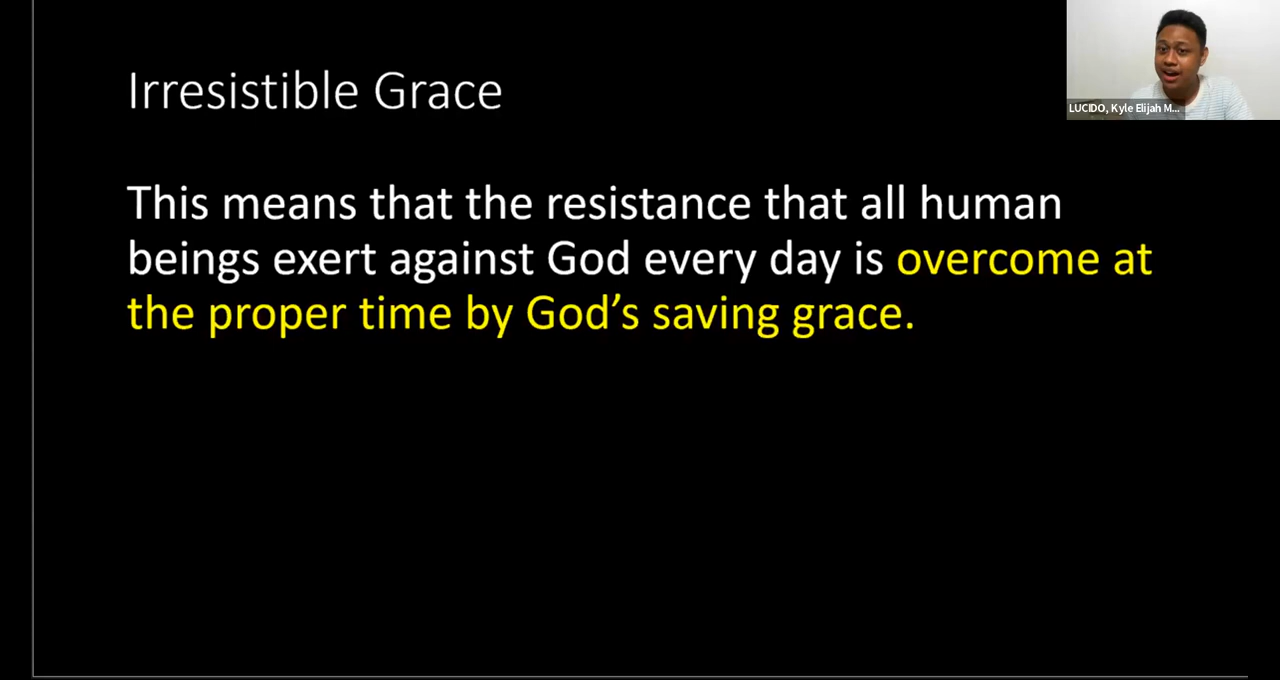 Irresistible Grace
LUCIDO, Kyle Elijah M...
This means that the resistance that all human
beings exert against God every day is overcome at
the proper time by God’s saving grace.